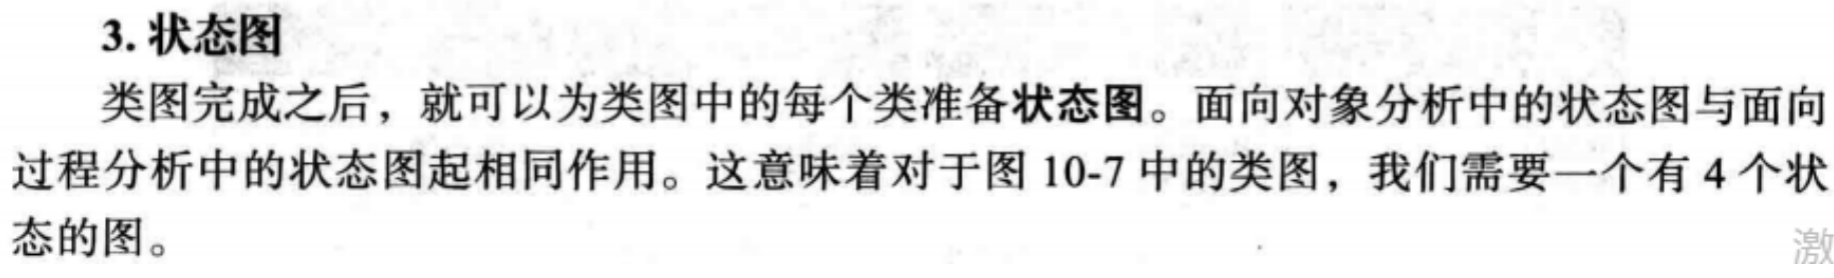 3. 状态图
类图完成之后，就可以为类图中的每个类准备状态图。面向对象分析中的状态图与面向
过程分析中的状态图起相同作用。这意味着对于图 10-7 中的类图，我们需要一个有 4 个状
态的图。
激